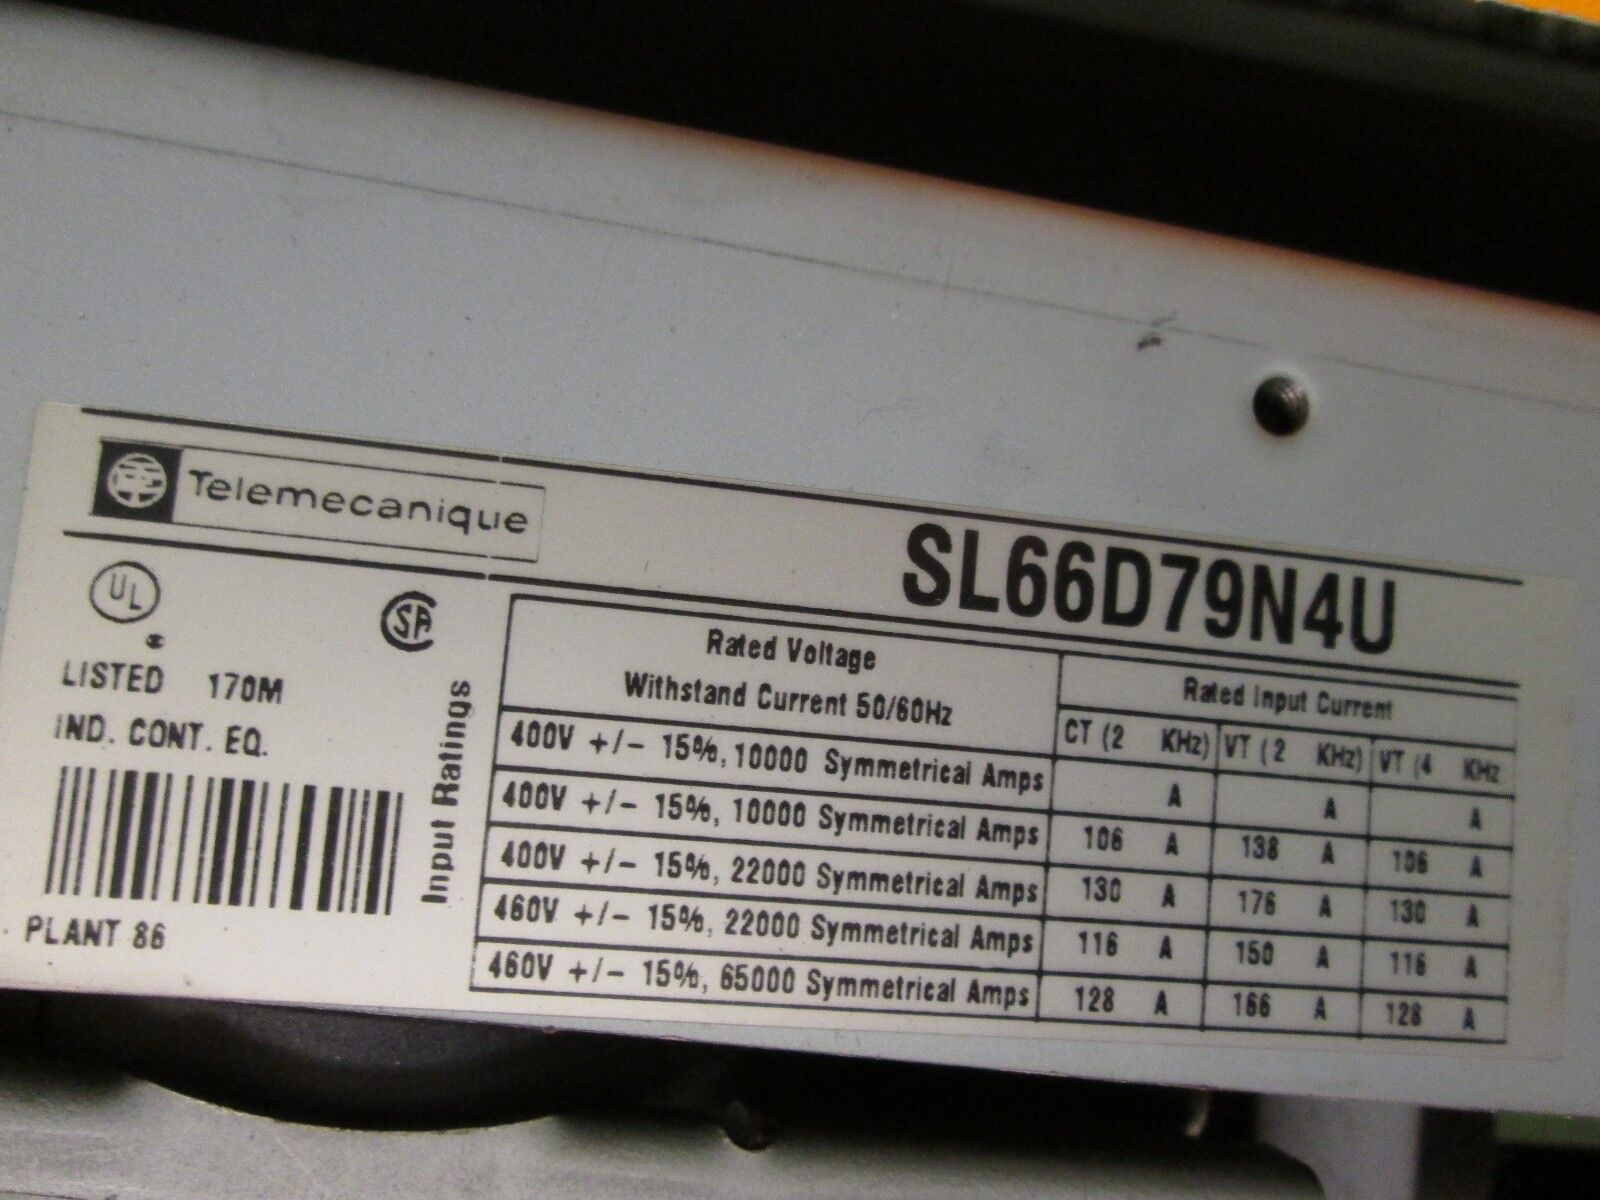 Telemecanique
SL66D79N4U
UL
SA
LISTED 170M
IND. CONT. EQ.
PLANT 86
Input Ratings
Rated Voltage
Withstand Current 50/60Hz
Rated Input Current
CT (2 KHz) VT (2 KHz) VT (4 KHz
400V +/- 15%, 10000 Symmetrical Amps A A A
400V +/- 15%, 10000 Symmetrical Amps 106 A 138 A 106 A
400V +/- 15%, 22000 Symmetrical Amps 130 A 176 A 130 A
460V +/- 15%, 22000 Symmetrical Amps 116 A 150 A 116 A
460V +/- 15%, 65000 Symmetrical Amps 128 A 166 A 128 A